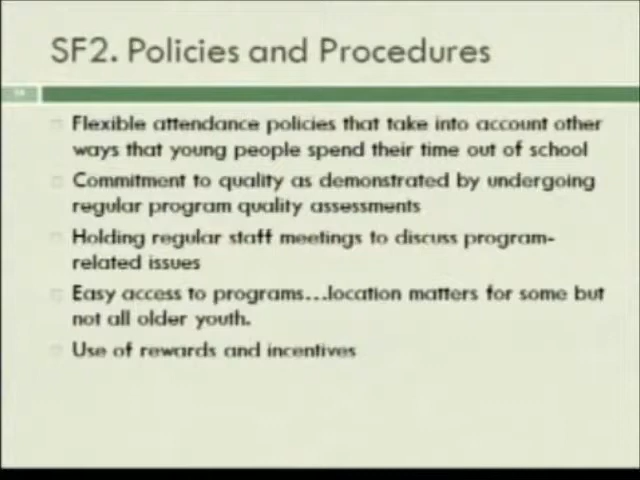 SF2. Policies and Procedures
Flexible attendance policies that take into account other
ways that young people spend their time out of school
Commitment to quality as demonstrated by undergoing
regular program quality assessments
Holding regular staff meetings to discuss program-
related issues
Easy access to programs...location matters for some but
not all older youth.
Use of rewards and incentives